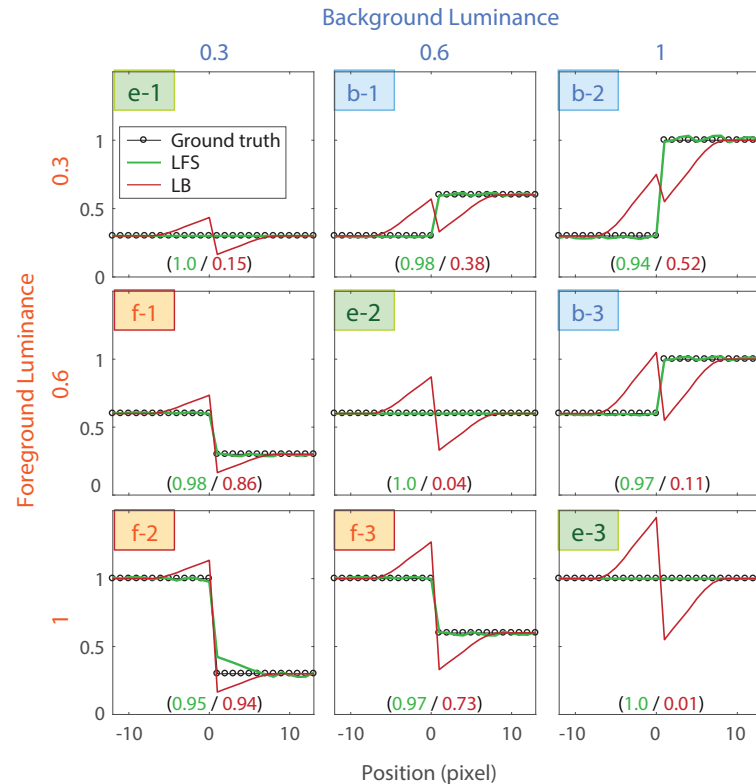 Background Luminance
0.3 0.6 1
e-1 b-1 b-2
Ground truth
LFS
LB
1
0.5
0
0.3
(1.0 / 0.15) (0.98 / 0.38) (0.94 / 0.52)
f-1 e-2 b-3
1
0.5
0
Foreground Luminance
0.6
(0.98 / 0.86) (1.0 / 0.04) (0.97 / 0.11)
f-2 f-3 e-3
1
0.5
0
1
(0.95 / 0.94) (0.97 / 0.73) (1.0 / 0.01)
-10 0 10 -10 0 10 -10 0 10
Position (pixel)